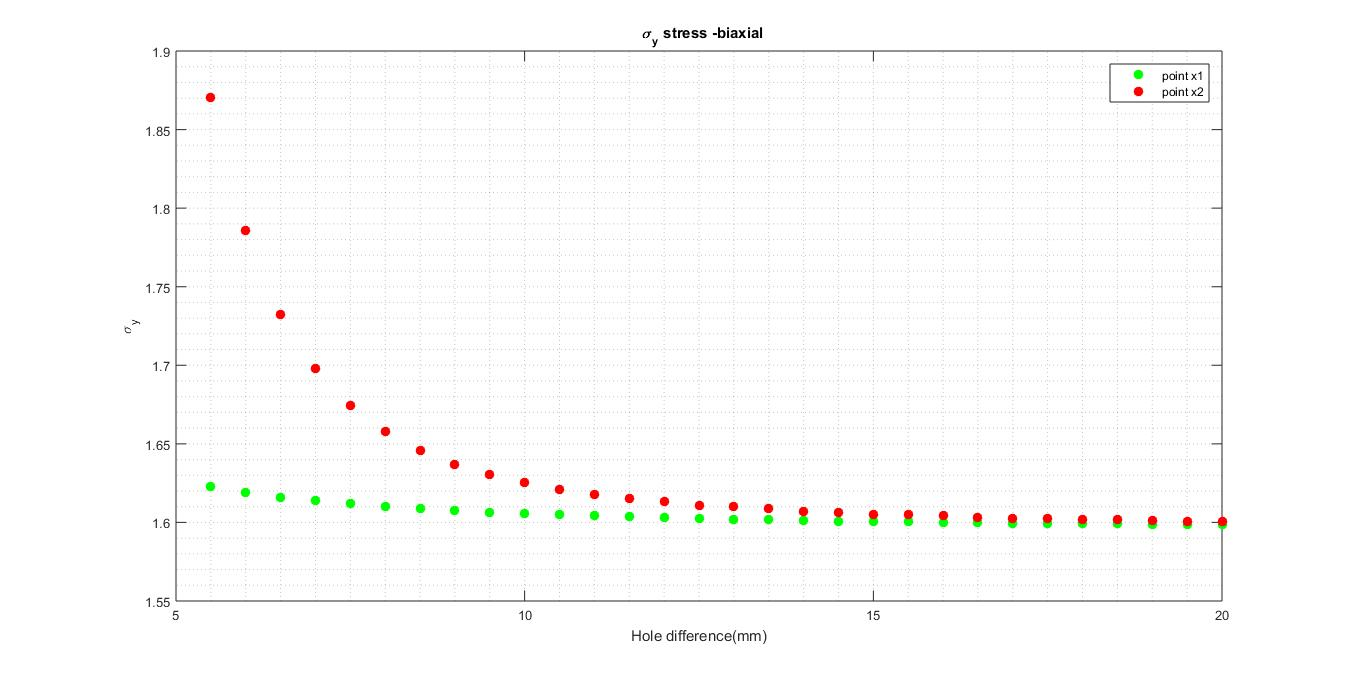 σy stress -biaxial
point x1
point x2
1.9
1.85
1.8
1.75
1.7
1.65
1.6
1.55
σy
5
10
15
20
Hole difference(mm)